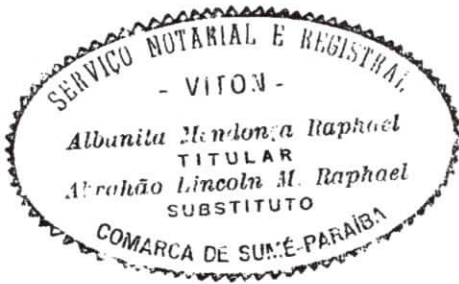 SERVIÇO NOTARIAL E REGISTRAL
- VITON -
Albanita Mendonça Raphael
TITULAR
Abrahão Lincoln M. Raphael
SUBSTITUTO
COMARCA DE SUMÉ-PARAÍBA